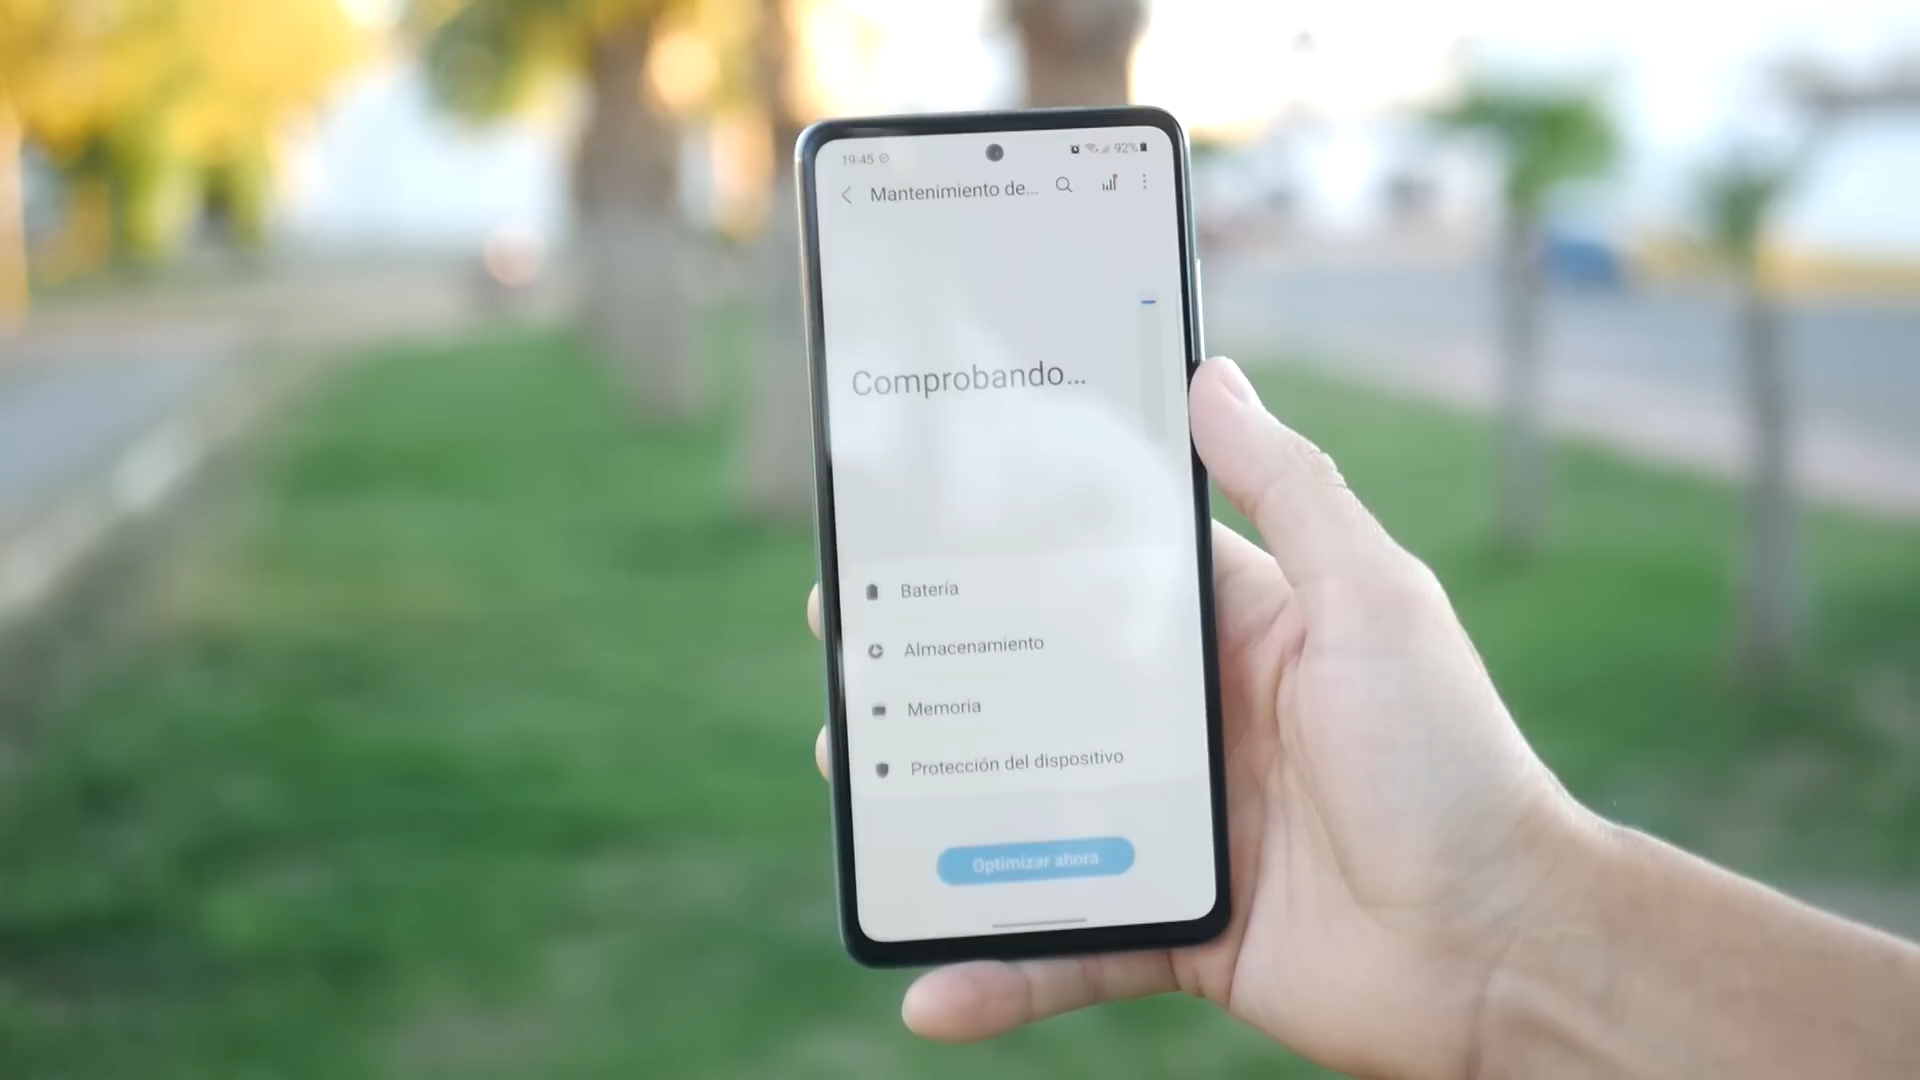 19:45 92%
Mantenimiento de...
Comprobando...
Batería
Almacenamiento
Memoria
Protección del dispositivo
Optimizar ahora